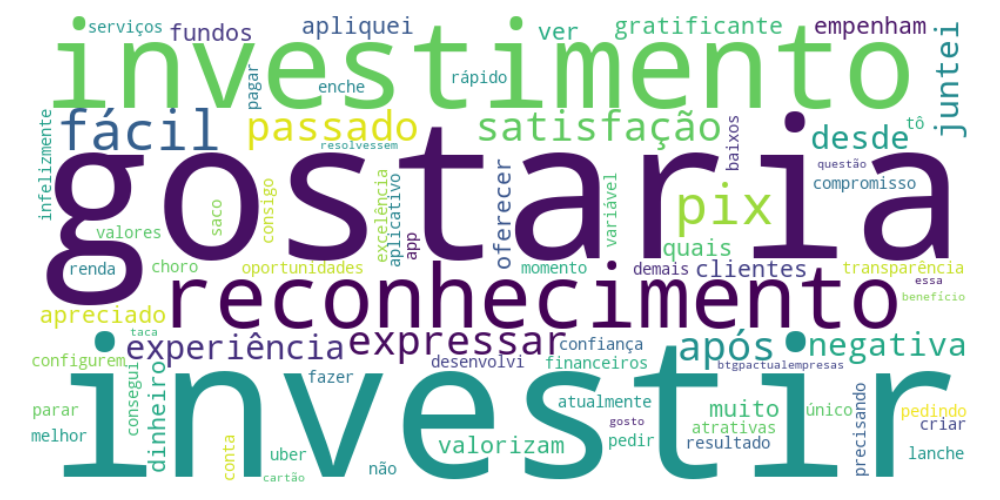 serviços
fundos
apliquei
ver
gratificante
empenham
investimento
juntei
pagar
enche
rápido
infelizmente
fácil
passado
satisfação
baixos
desde
tô
resolvessem
gostaria
questão
compromisso
saco
consigo
excelência
aplicativo
app
oferecer
variável
pix
valores
quais
renda
choro
oportunidades
momento
demais
clientes
transparência
essa
benefício
apreciado
reconhecimento
taca
experiência
expressar
confiança
após
negativa
configurem
consegui
dinheiro
desenvolvi
financeiros
btgpactualempresas
investir
fazer
parar
melhor
conta
uber
cartão
não
valorizam
atualmente
gosto
muito
atrativas
resultado
único
precisando
pedir
pedindo
criar
lanche